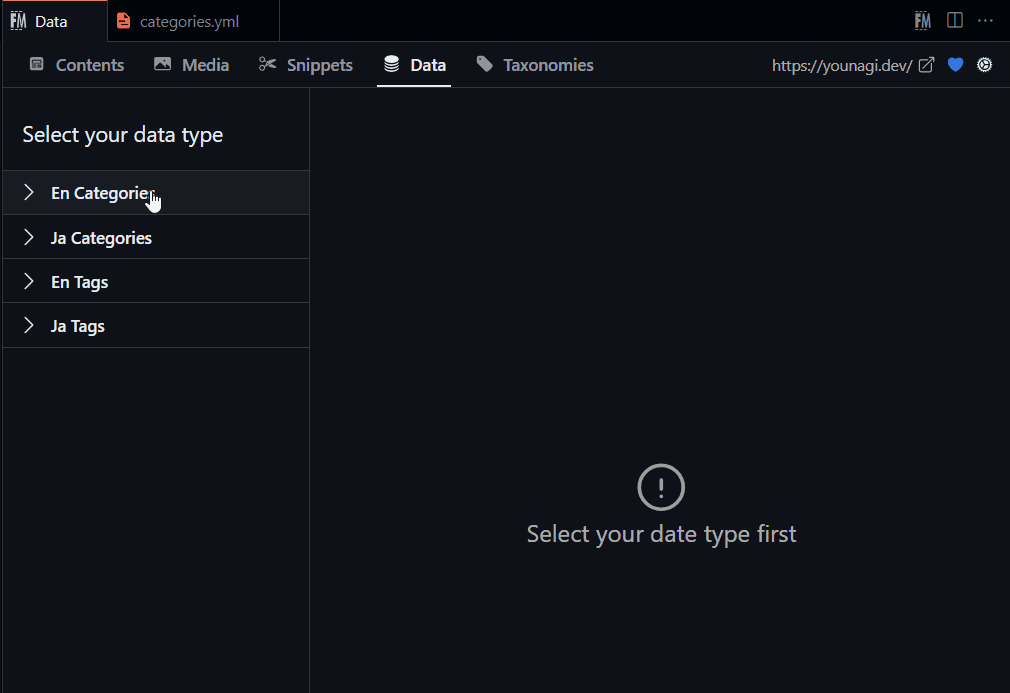 FM Data categories.yml FM
Contents Media Snippets Data Taxonomies https://younagi.dev/
Select your data type
En Categories
Ja Categories
En Tags
Ja Tags
Select your date type first